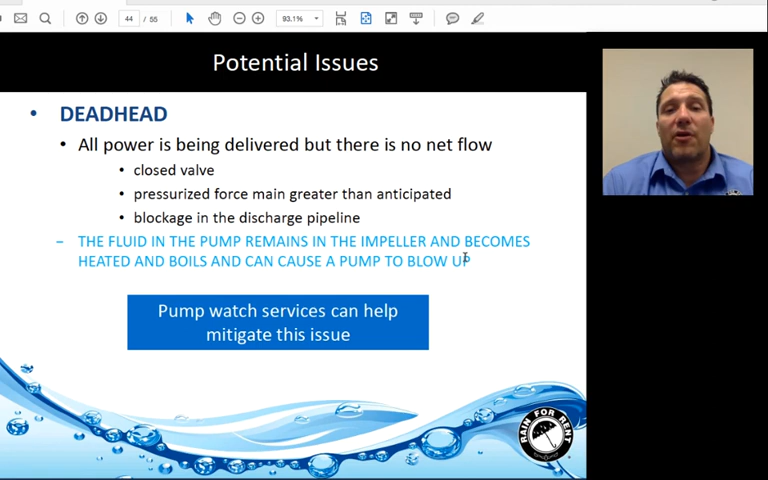 44 / 55
93.1%
Potential Issues
• DEADHEAD
• All power is being delivered but there is no net flow
• closed valve
• pressurized force main greater than anticipated
• blockage in the discharge pipeline
– THE FLUID IN THE PUMP REMAINS IN THE IMPELLER AND BECOMES
HEATED AND BOILS AND CAN CAUSE A PUMP TO BLOW UP
Pump watch services can help
mitigate this issue
RAIN FOR RENT